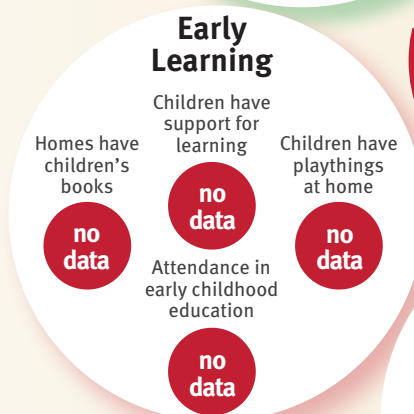 Early
Learning
Children have
support for
learning
no
data
Homes have
children's
books
no
data
Children have
playthings
at home
no
data
Attendance in
early childhood
education
no
data